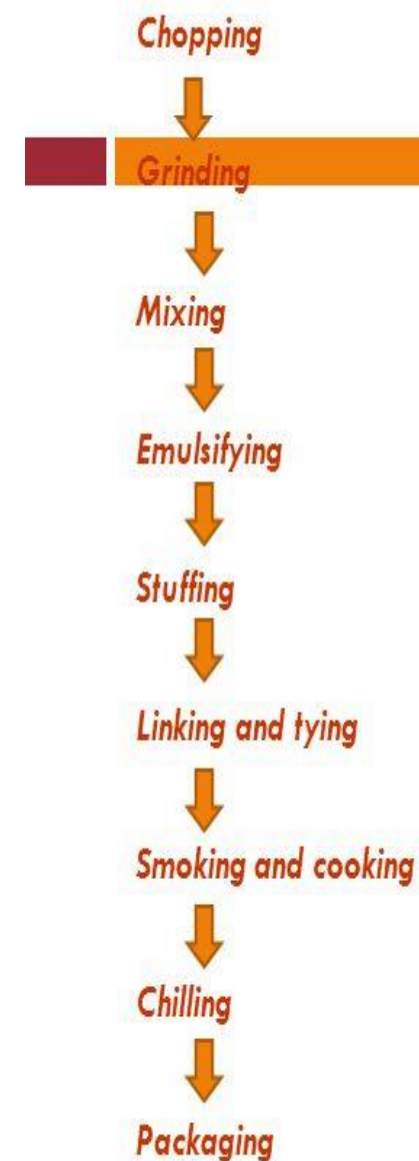 Chopping
Grinding
Mixing
Emulsifying
Stuffing
Linking and tying
Smoking and cooking
Chilling
Packaging